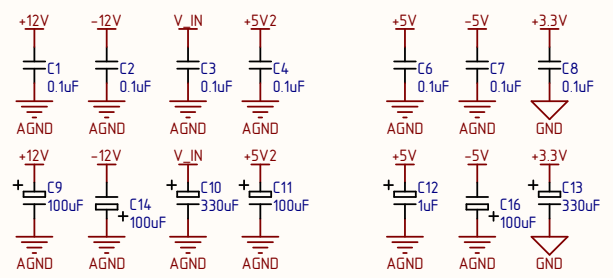 +12V -12V V_IN +5V2 +5V -5V +3.3V
C1 C2 C3 C4 C6 C7 C8
0.1uF 0.1uF 0.1uF 0.1uF 0.1uF 0.1uF 0.1uF
AGND AGND AGND AGND AGND AGND GND
+12V -12V V_IN +5V2 +5V -5V +3.3V
+ C9 C14 + C10 + C11 + C12 C16 + C13
100uF + 100uF 330uF 100uF 1uF + 100uF 330uF
AGND AGND AGND AGND AGND AGND GND